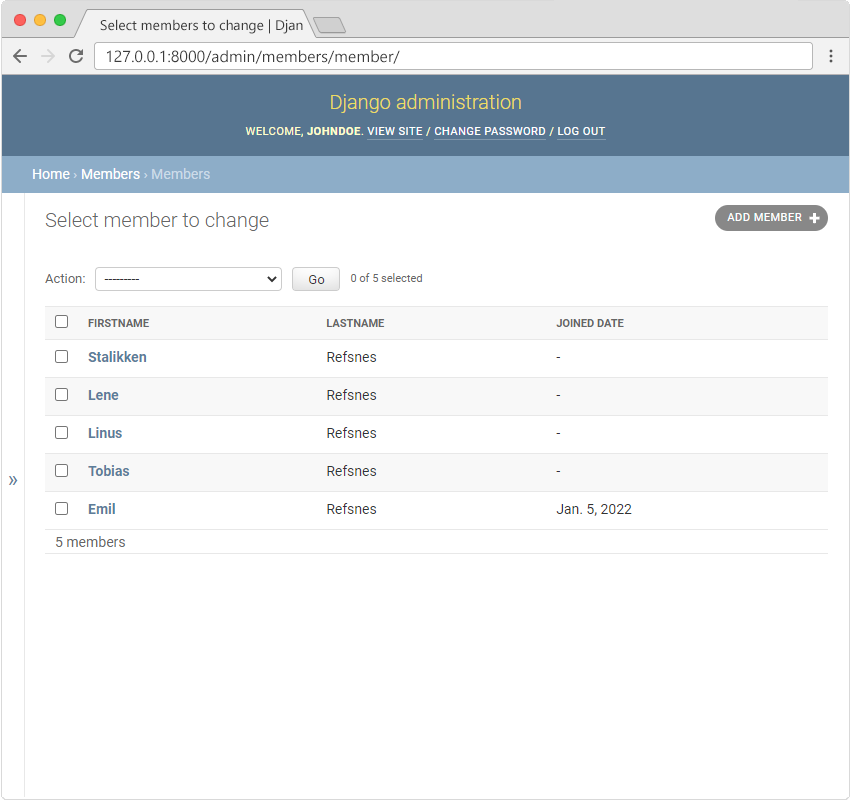 Select members to change | Djan
127.0.0.1:8000/admin/members/member/
Django administration
WELCOME, JOHNDOE. VIEW SITE / CHANGE PASSWORD / LOG OUT
Home › Members › Members
Select member to change
ADD MEMBER +
Action: --------- Go 0 of 5 selected
FIRSTNAME LASTNAME JOINED DATE
Stalikken Refsnes -
Lene Refsnes -
Linus Refsnes -
Tobias Refsnes -
Emil Refsnes Jan. 5, 2022
5 members
»